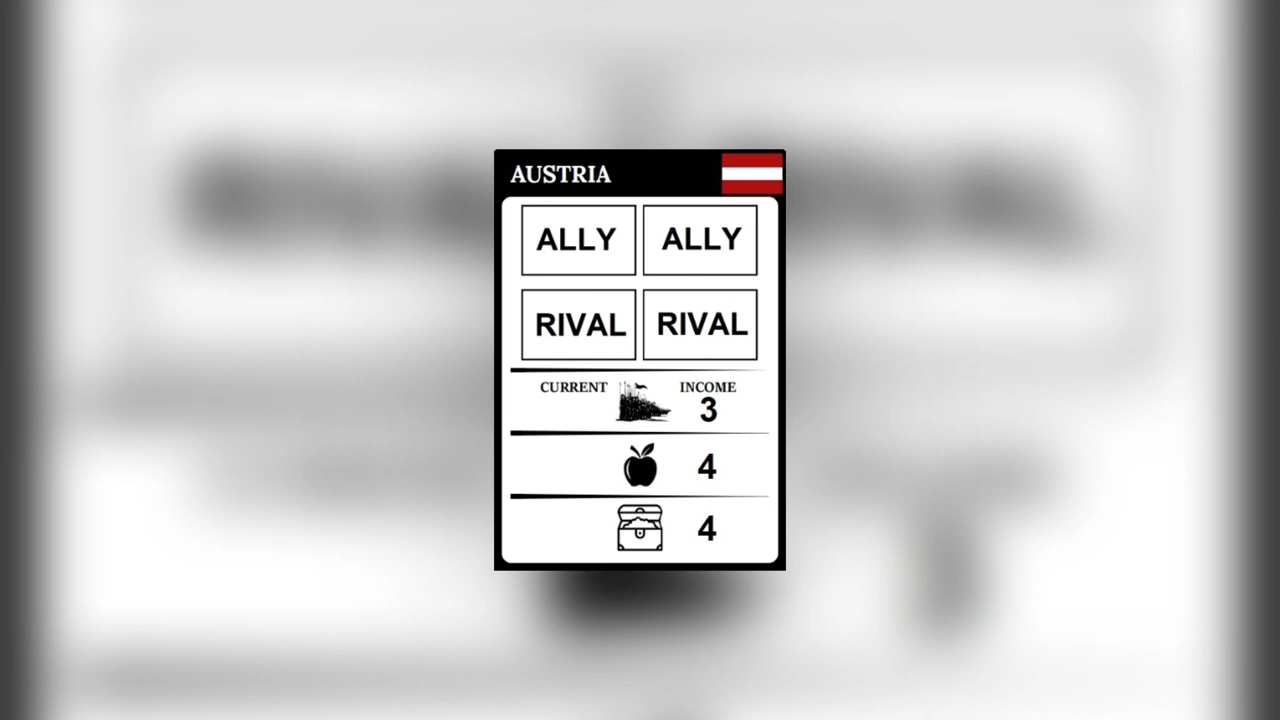 AUSTRIA
ALLY ALLY
RIVAL RIVAL
CURRENT INCOME
3
4
4